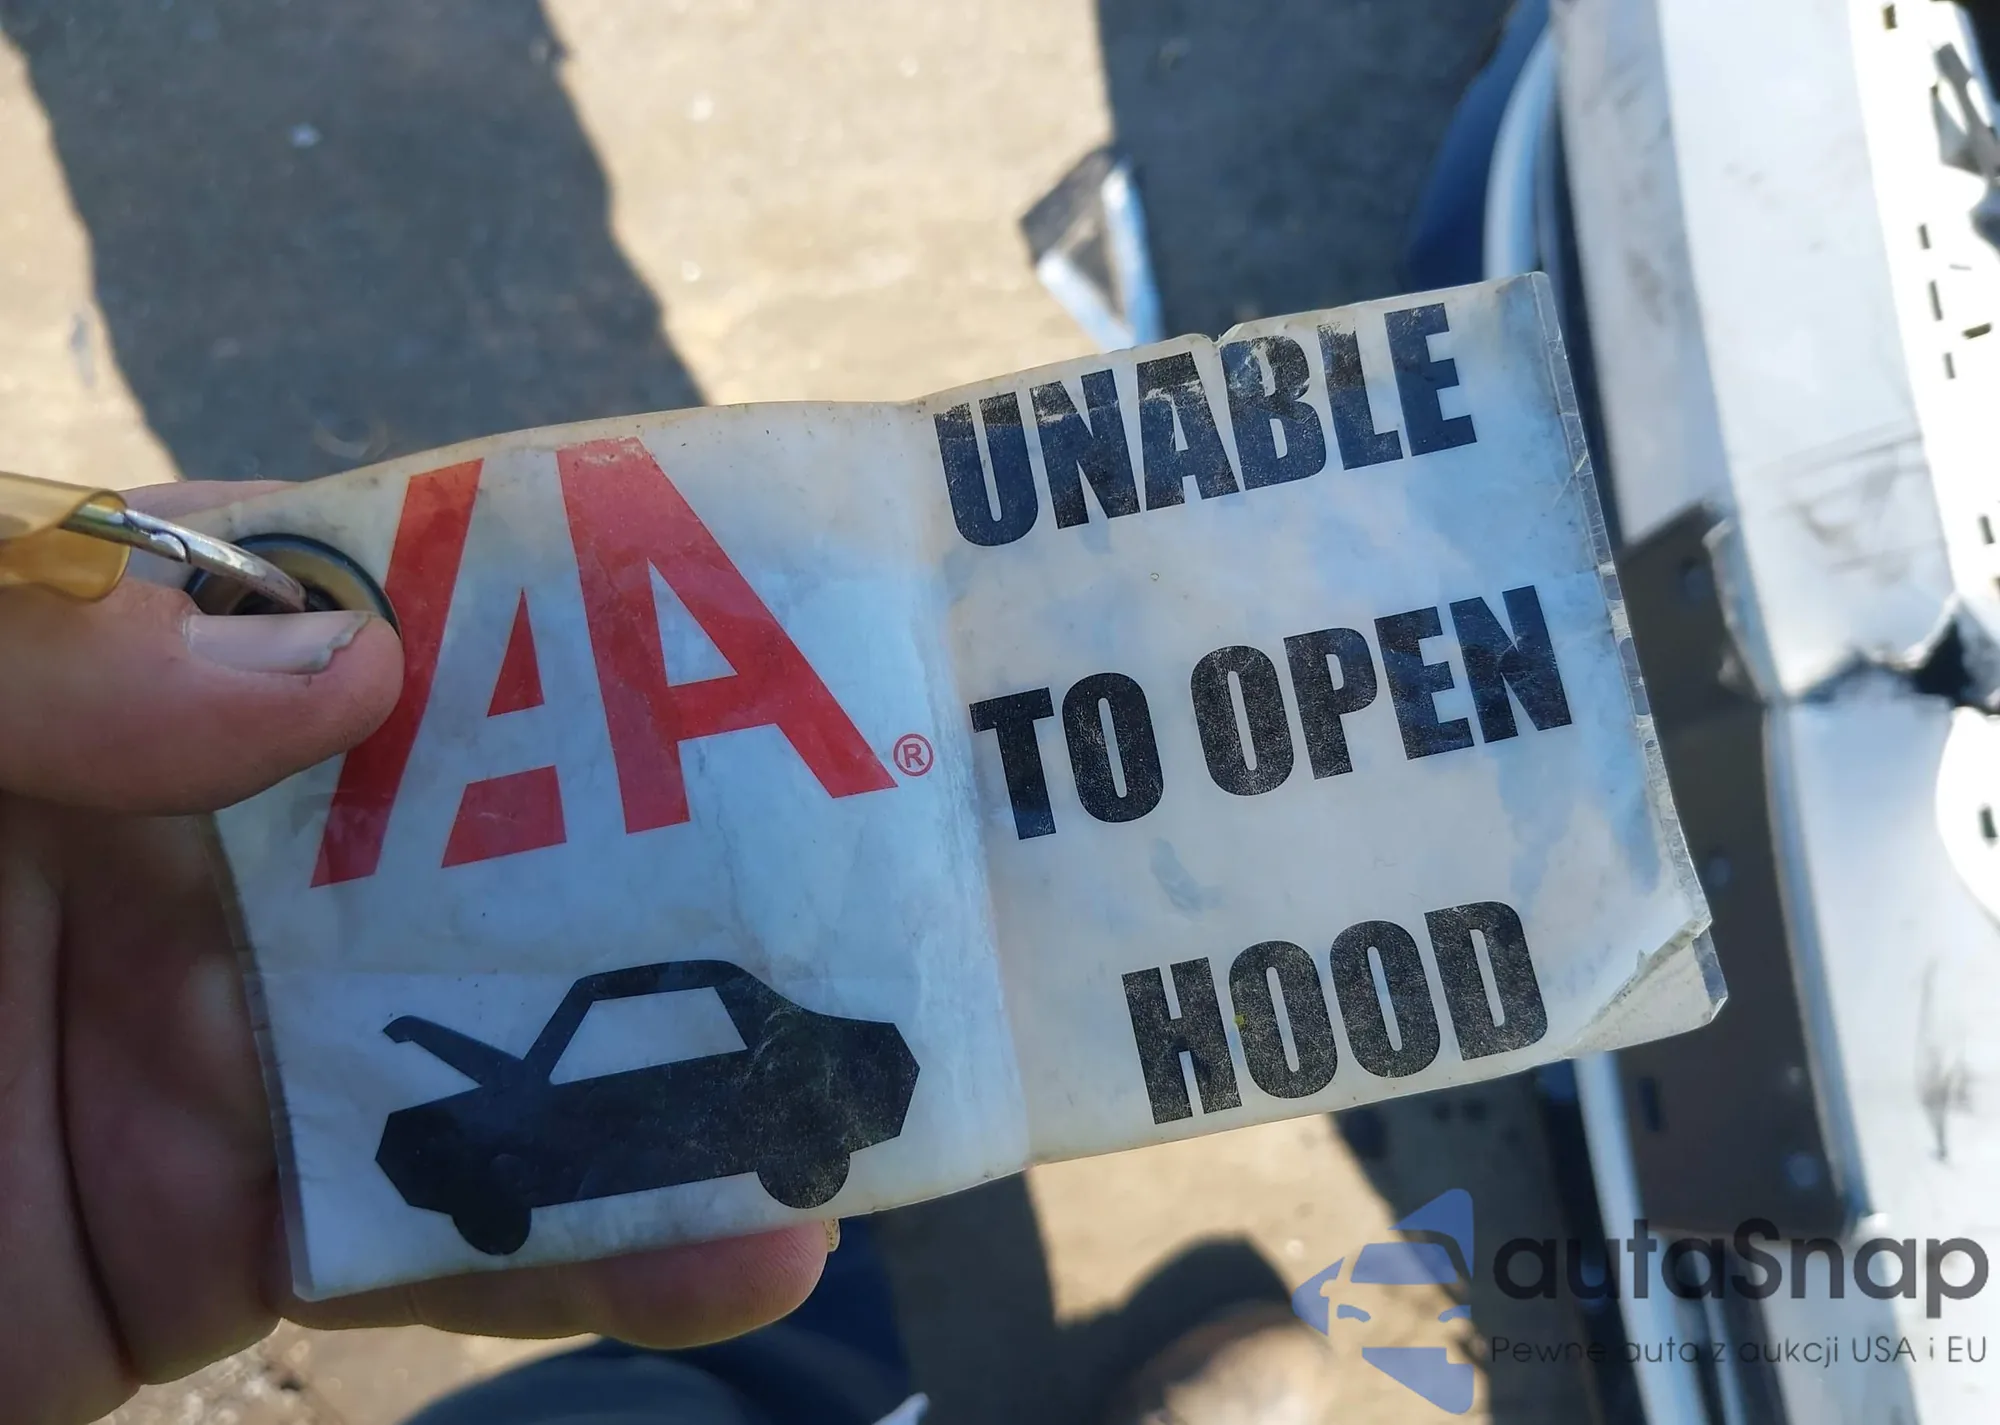 IAA®
UNABLE
TO OPEN
HOOD
autaSnap
Pewne auta z aukcji USA i EU